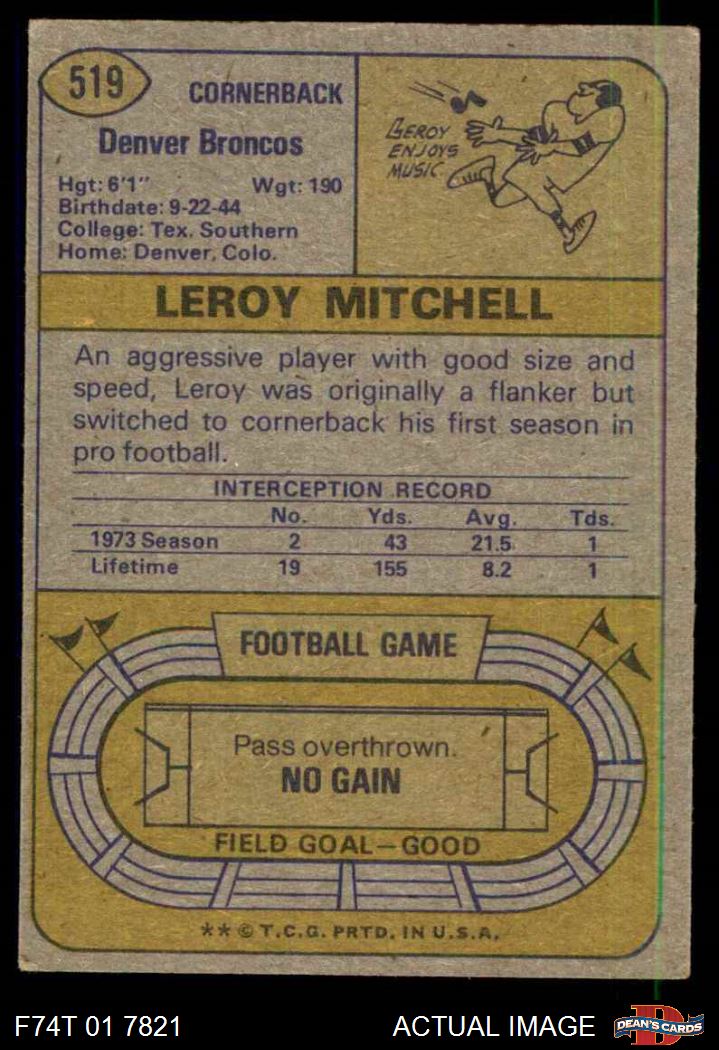 519
CORNERBACK
Denver Broncos
Hgt: 6'1" Wgt: 190
Birthdate: 9-22-44
College: Tex. Southern
Home: Denver, Colo.
LEROY
ENJOYS
MUSIC
LEROY MITCHELL
An aggressive player with good size and
speed, Leroy was originally a flanker but
switched to cornerback his first season in
pro football.
INTERCEPTION RECORD
No. Yds. Avg. Tds.
1973 Season 2 43 21.5 1
Lifetime 19 155 8.2 1
FOOTBALL GAME
Pass overthrown.
NO GAIN
FIELD GOAL—GOOD
** © T.C.G. PRTD. IN U.S.A.
F74T 01 7821 ACTUAL IMAGE
D
DEAN'S CARDS